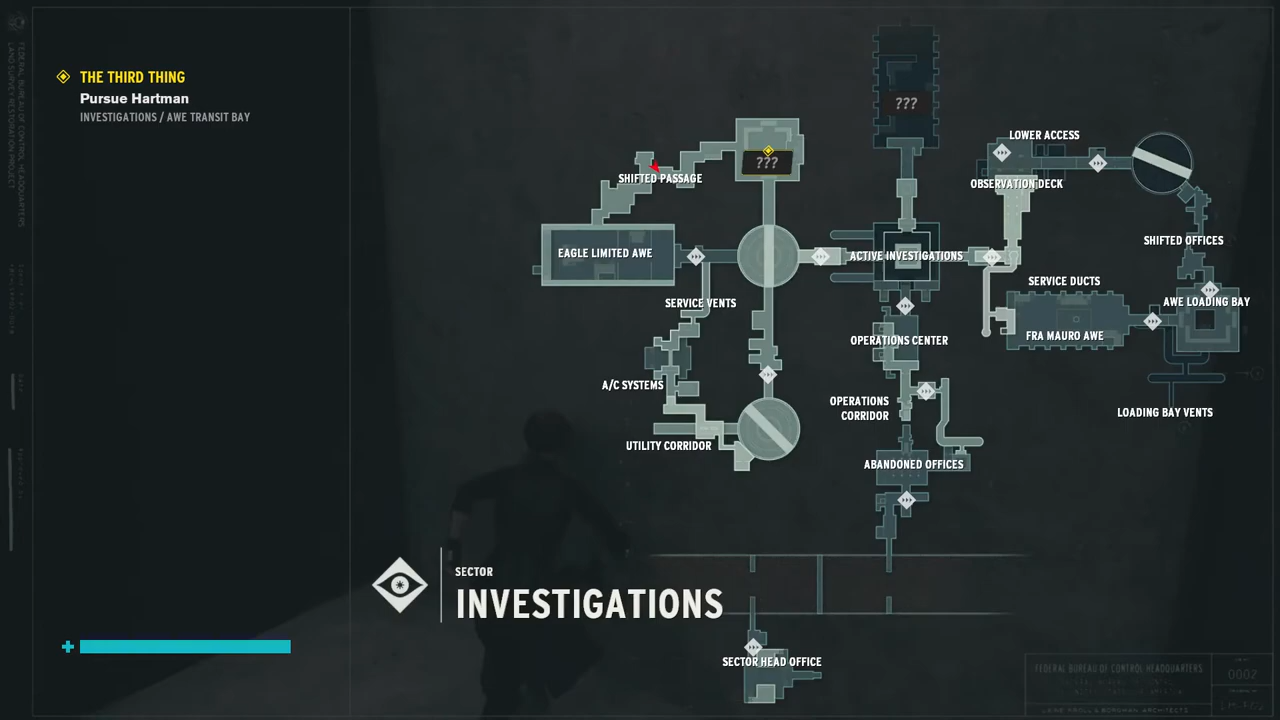 THE THIRD THING
Pursue Hartman
INVESTIGATIONS / AWE TRANSIT BAY
???
LOWER ACCESS
???
SHIFTED PASSAGE
OBSERVATION DECK
SHIFTED OFFICES
EAGLE LIMITED AWE
ACTIVE INVESTIGATIONS
SERVICE DUCTS
SERVICE VENTS
AWE LOADING BAY
FRA MAURO AWE
OPERATIONS CENTER
A/C SYSTEMS
OPERATIONS
CORRIDOR
LOADING BAY VENTS
UTILITY CORRIDOR
ABANDONED OFFICES
SECTOR
INVESTIGATIONS
SECTOR HEAD OFFICE
FEDERAL BUREAU OF CONTROL HEADQUARTERS
0002